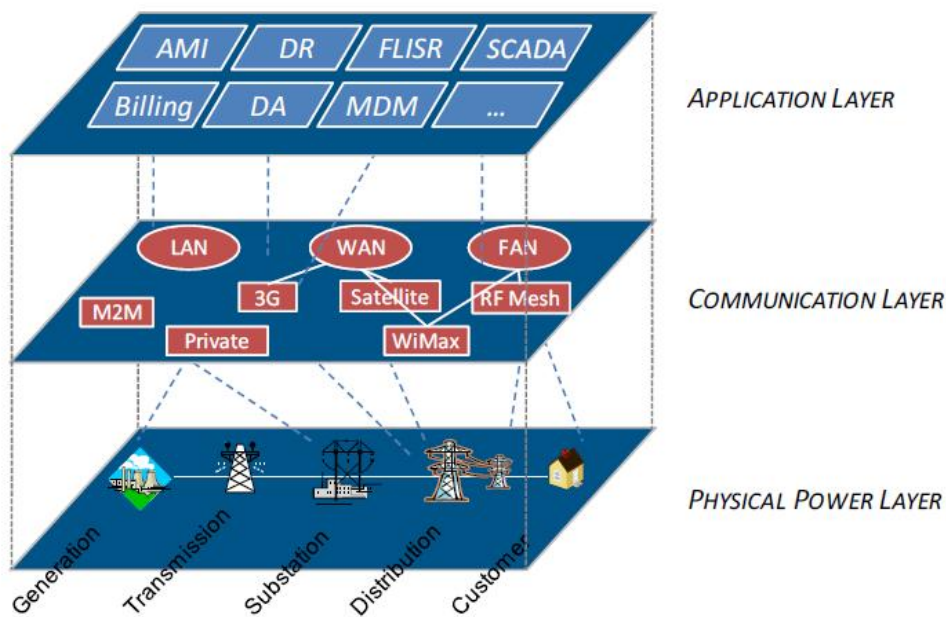 AMI DR FLISR SCADA
Billing DA MDM ...
APPLICATION LAYER
LAN WAN FAN
3G Satellite RF Mesh
M2M
Private WiMax
COMMUNICATION LAYER
PHYSICAL POWER LAYER
Generation
Transmission
Substation
Distribution
Customer